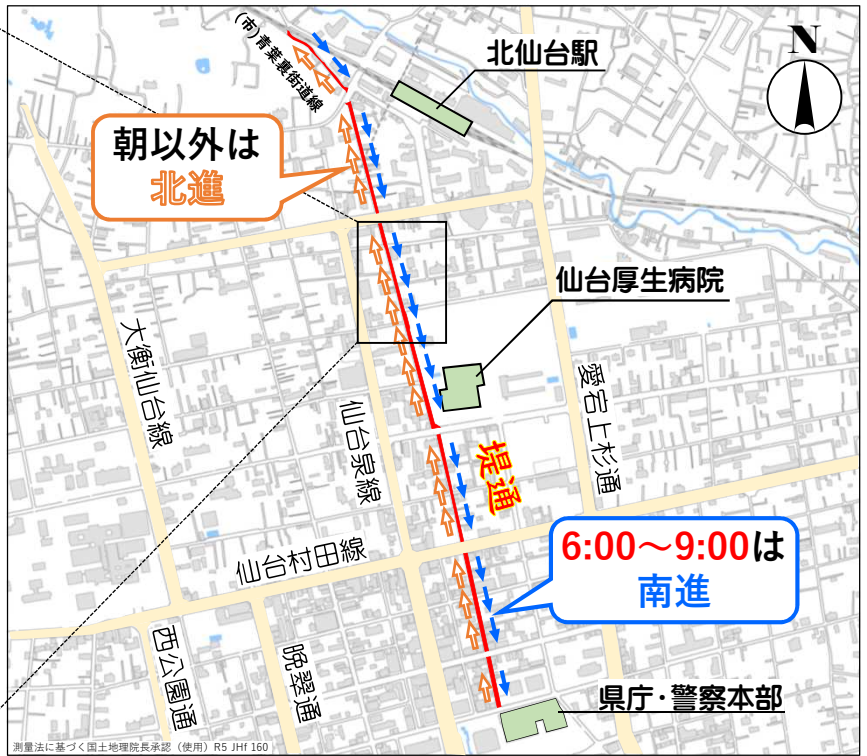 (市)青葉裏街道線
北仙台駅
N
朝以外は
北進
仙台厚生病院
大衡仙台線
仙台泉線
愛宕上杉通
堤通
仙台村田線
6:00～9:00は
南進
西公園通
晩翠通
県庁・警察本部
測量法に基づく国土地理院長承認（使用）R5 JHf 160